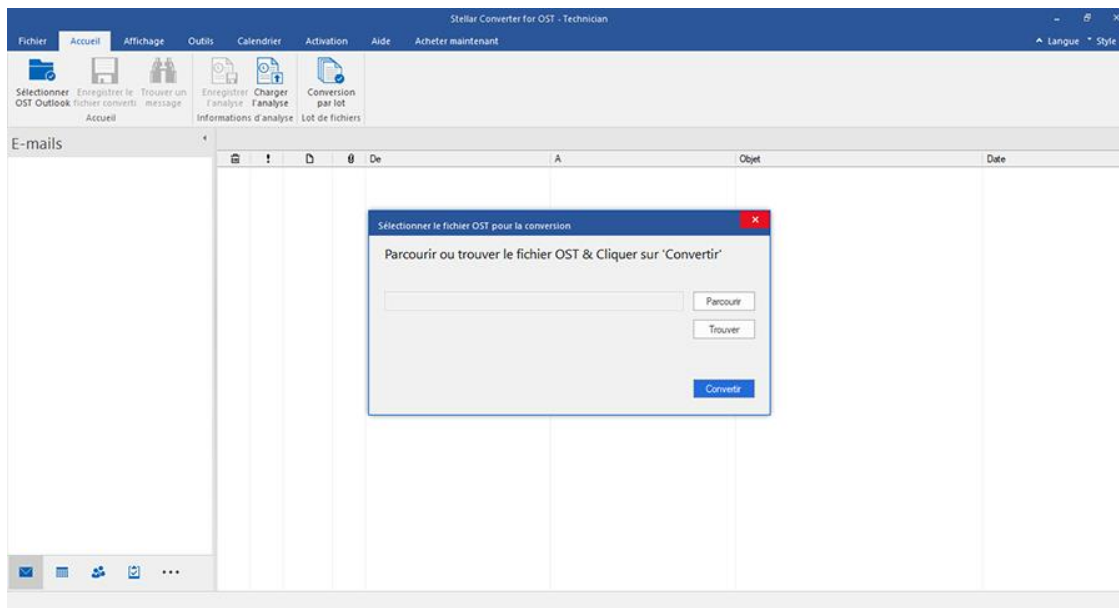 Stellar Converter for OST - Technician
Fichier Accueil Affichage Outils Calendrier Activation Aide Acheter maintenant Langue Style
Sélectionner Enregistrer le Trouver un Enregistrer Charger Conversion
OST Outlook fichier converti message l'analyse l'analyse par lot
Accueil Informations d'analyse Lot de fichiers
E-mails
! De A Objet Date
Sélectionner le fichier OST pour la conversion
Parcourir ou trouver le fichier OST & Cliquer sur 'Convertir'
Parcourir
Trouver
Convertir